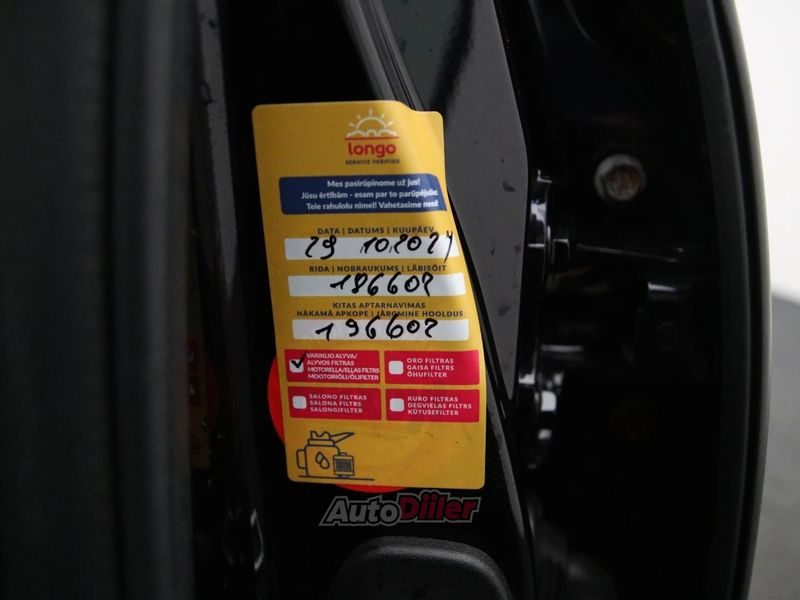 longo
SERVICE VERIFIED
Mes pasirūpinome už jus!
Jūsu ērtībām - esam par to parūpējušies!
Teie rahulolu nimel! Vahetasime need!
DATA | DATUMS | KUUPÄEV
29.10.2024
RIDA | NOBRAUKUMS | LÄBISÕIT
186602
KITAS APTARNAVIMAS
NĀKAMĀ APKOPE | JÄRGMINE HOOLDUS
196602
VARIKLIO ALYVA/
ALYVOS FILTRAS
MOTOREĻĻA/EĻĻAS FILTRS
MOOTORIÕLI/ÕLIFILTER
ORO FILTRAS
GAISA FILTRS
ÕHUFILTER
SALONO FILTRAS
SALONA FILTRS
SALONGIFILTER
KURO FILTRAS
DEGVIELAS FILTRS
KÜTUSEFILTER
AutoDiiler